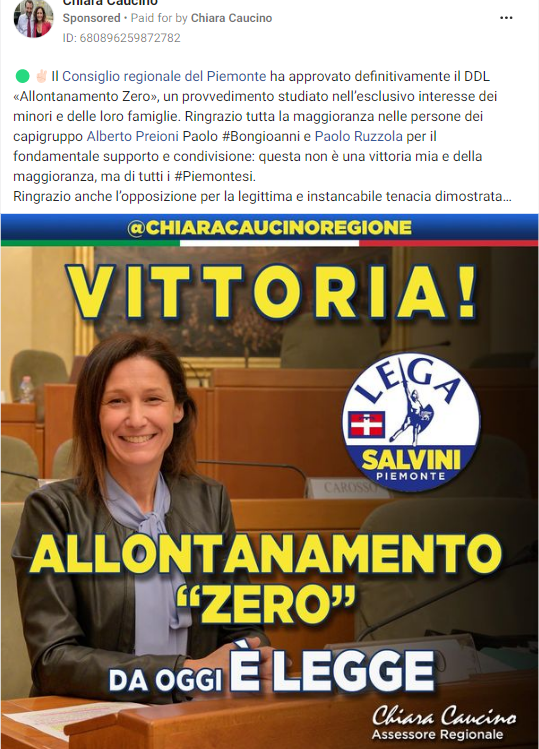 Chiara Caucino
Sponsored • Paid for by Chiara Caucino
ID: 680896259872782
Il Consiglio regionale del Piemonte ha approvato definitivamente il DDL
«Allontanamento Zero», un provvedimento studiato nell'esclusivo interesse dei
minori e delle loro famiglie. Ringrazio tutta la maggioranza nelle persone dei
capigruppo Alberto Preioni Paolo #Bongioanni e Paolo Ruzzola per il
fondamentale supporto e condivisione: questa non è una vittoria mia e della
maggioranza, ma di tutti i #Piemontesi.
Ringrazio anche l'opposizione per la legittima e instancabile tenacia dimostrata…
@CHIARACAUCINOREGIONE
VITTORIA!
LEGA
SALVINI
PIEMONTE
CAROSSO
ALLONTANAMENTO
“ZERO”
DA OGGI È LEGGE
Chiara Caucino
Assessore Regionale